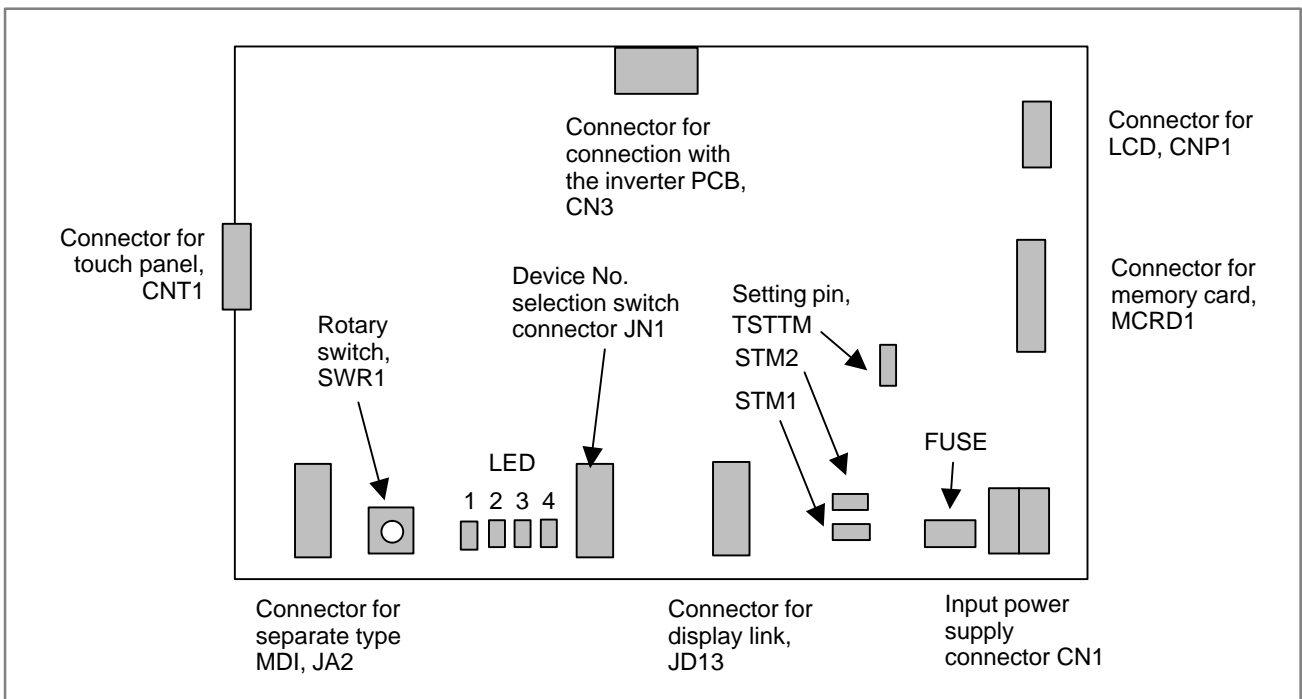 Connector for
connection with
the inverter PCB,
CN3
Connector for
LCD, CNP1
Connector for
touch panel,
CNT1
Device No.
selection switch
connector JN1
Setting pin,
TSTTM
STM2
STM1
Connector for
memory card,
MCRD1
Rotary
switch,
SWR1
LED
1 2 3 4
FUSE
Connector for
separate type
MDI, JA2
Connector for
display link,
JD13
Input power
supply
connector CN1